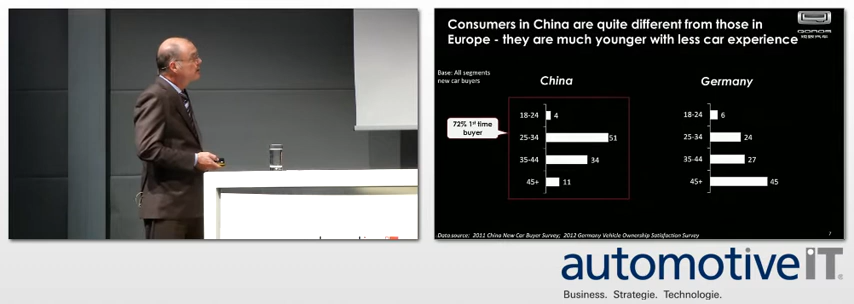 Consumers in China are quite different from those in
Europe - they are much younger with less car experience
QOROS
Base: All segments
new car buyers
China
Germany
72% 1st time
buyer
18-24 4
25-34 51
35-44 34
45+ 11
18-24 6
25-34 24
35-44 27
45+ 45
Data source: 2011 China New Car Buyer Survey; 2012 Germany Vehicle Ownership Satisfaction Survey
7
automotiveIT
Business. Strategie. Technologie.